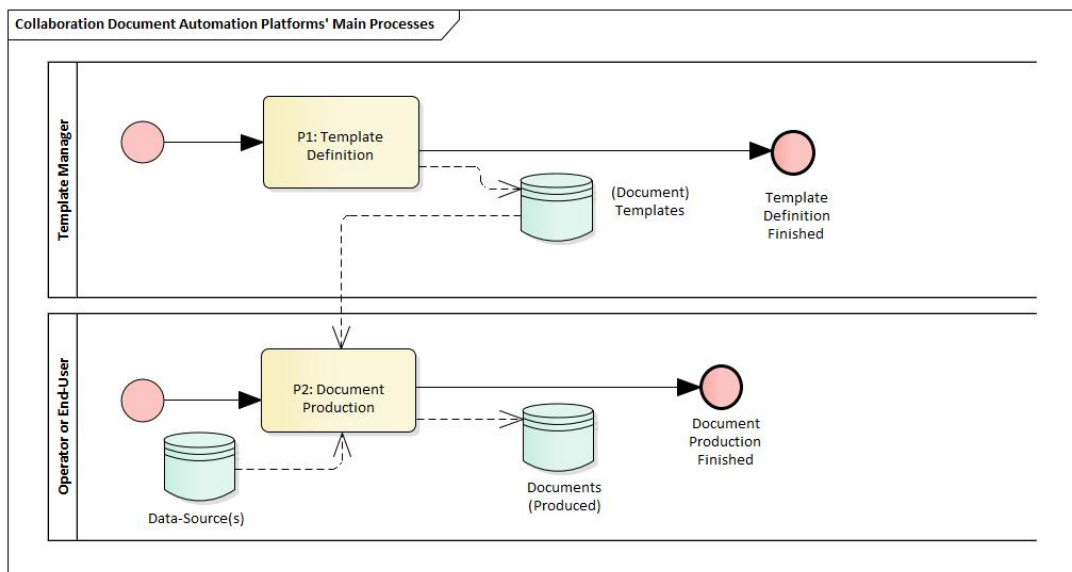 Collaboration Document Automation Platforms' Main Processes
Template Manager
P1: Template
Definition
(Document)
Templates
Template
Definition
Finished
Operator or End-User
P2: Document
Production
Data-Source(s)
Documents
(Produced)
Document
Production
Finished